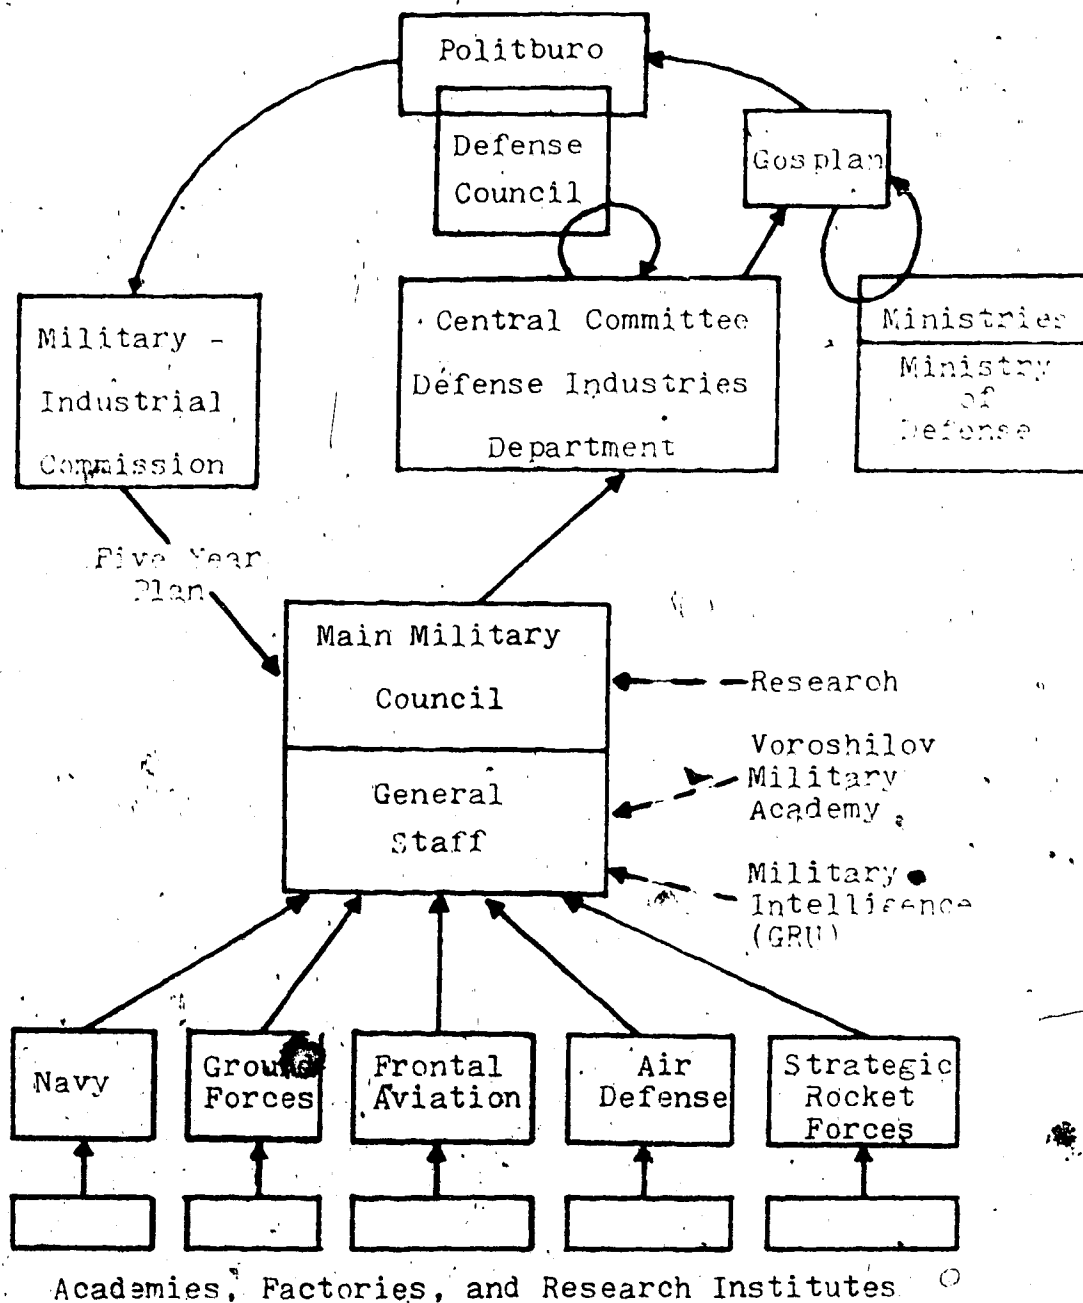 Politburo
Defense
Council
Gosplan
Military -
Industrial
Commission
Central Committee
Defense Industries
Department
Ministries
Ministry
of
Defense
Five Year
Plan
Main Military
Council
General
Staff
Research
Voroshilov
Military
Academy
Military
Intelligence
(GRU)
Navy
Ground
Forces
Frontal
Aviation
Air
Defense
Strategic
Rocket
Forces
Academies, Factories, and Research Institutes